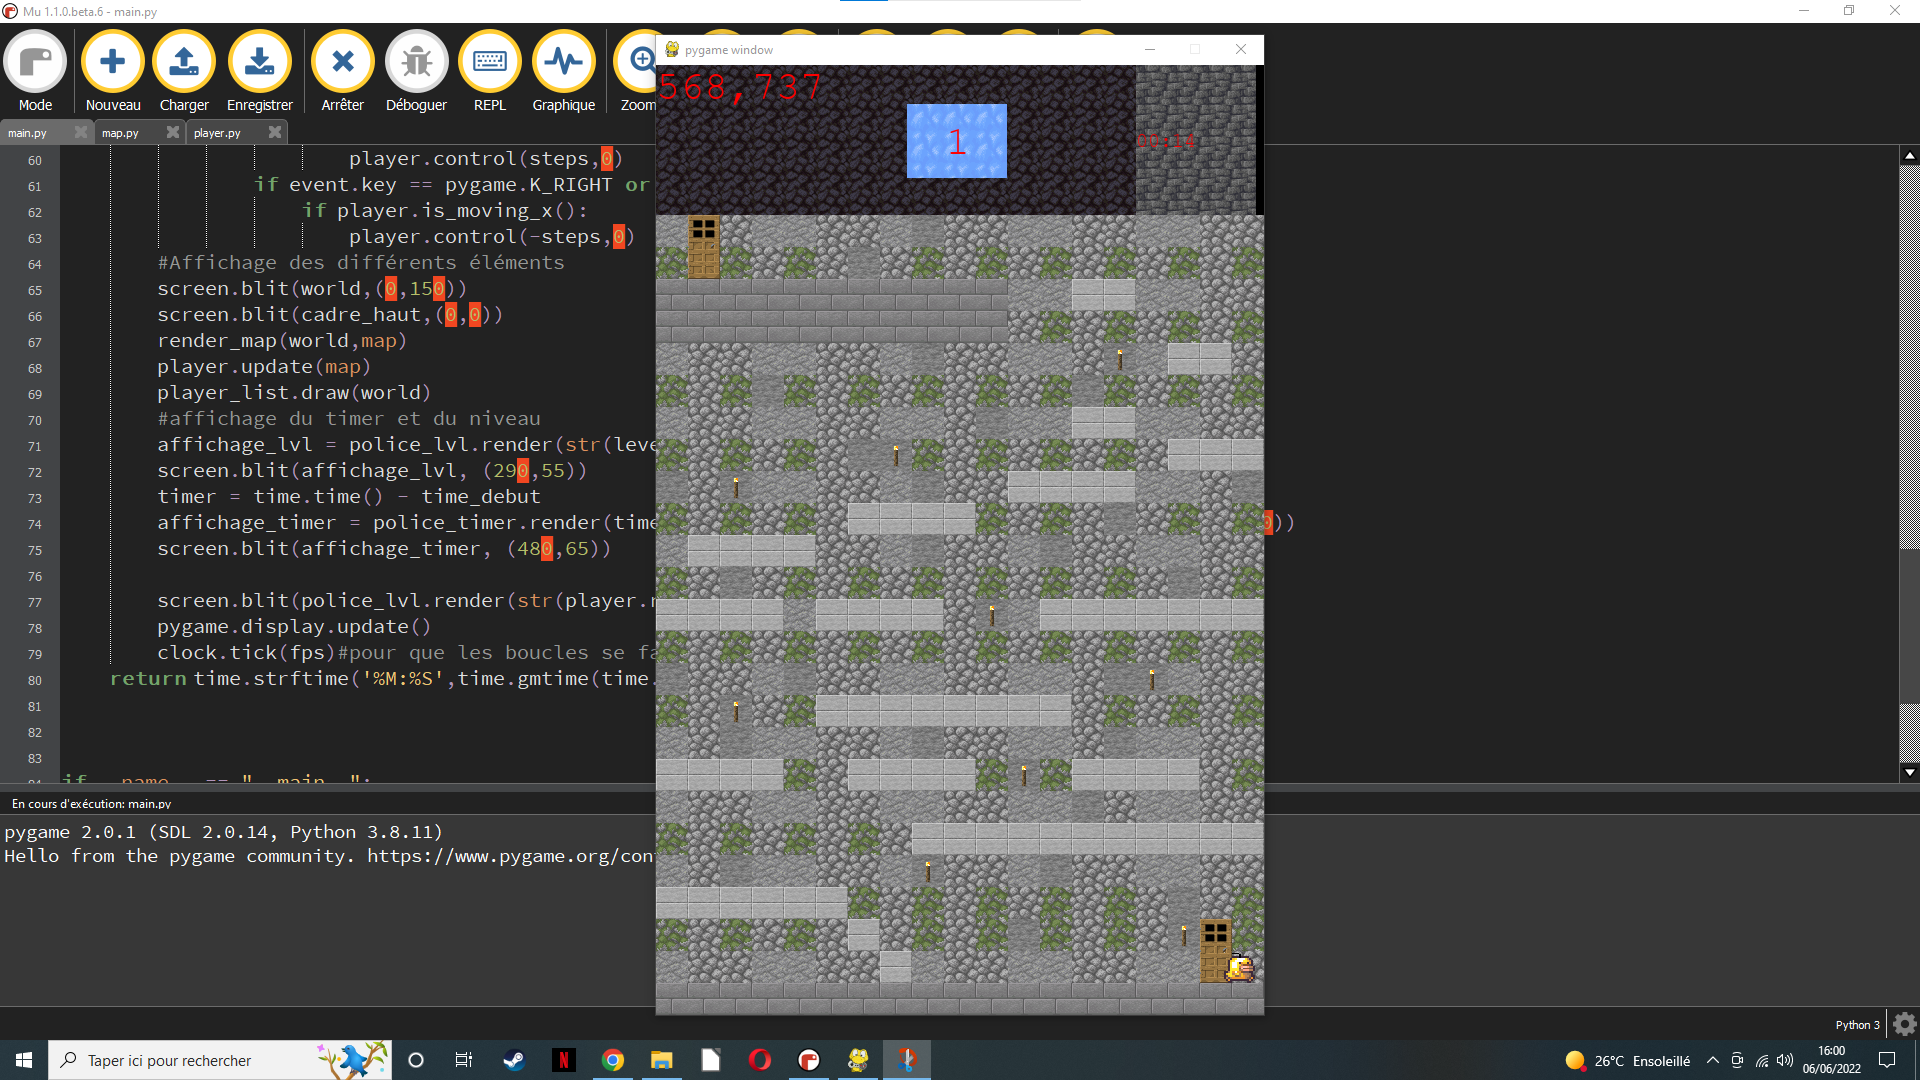 Mu 1.1.0.beta.6 - main.py
Mode
Nouveau
Charger
Enregistrer
Arrêter
Déboguer
REPL
Graphique
Zoom
main.py
map.py
player.py
60 player.control(steps,0)
61 if event.key == pygame.K_RIGHT or
62 if player.is_moving_x():
63 player.control(-steps,0)
64 #Affichage des différents éléments
65 screen.blit(world,(0,150))
66 screen.blit(cadre_haut,(0,0))
67 render_map(world,map)
68 player.update(map)
69 player_list.draw(world)
70 #affichage du timer et du niveau
71 affichage_lvl = police_lvl.render(str(leve
72 screen.blit(affichage_lvl, (290,55))
73 timer = time.time() - time_debut
74 affichage_timer = police_timer.render(time 0))
75 screen.blit(affichage_timer, (480,65))
76
77 screen.blit(police_lvl.render(str(player.r
78 pygame.display.update()
79 clock.tick(fps)#pour que les boucles se fa
80 return time.strftime('%M:%S',time.gmtime(time.
81
82
83
pygame window
568,737
1
00:14
En cours d'exécution: main.py
pygame 2.0.1 (SDL 2.0.14, Python 3.8.11)
Hello from the pygame community. https://www.pygame.org/con
Python 3
Taper ici pour rechercher
26°C Ensoleillé
16:00
06/06/2022